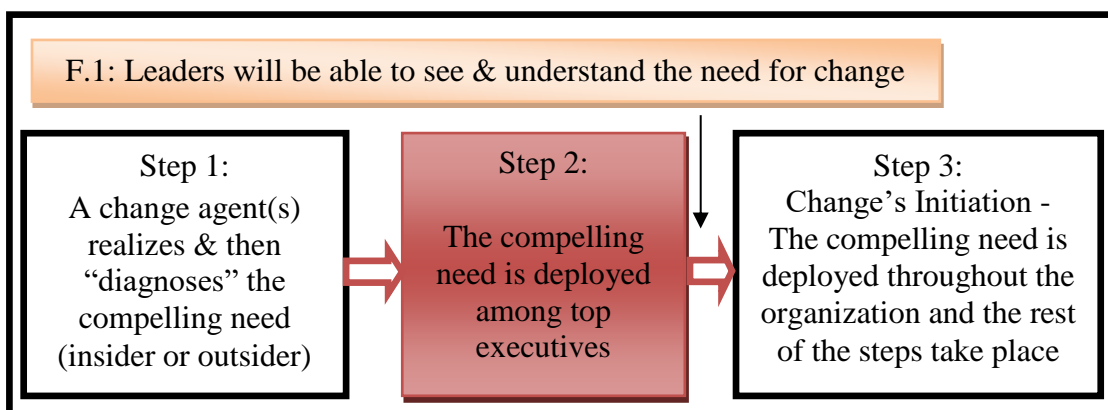 F.1: Leaders will be able to see & understand the need for change
Step 1:
A change agent(s)
realizes & then
“diagnoses” the
compelling need
(insider or outsider)
Step 2:
The compelling
need is deployed
among top
executives
Step 3:
Change’s Initiation -
The compelling need is
deployed throughout the
organization and the rest
of the steps take place